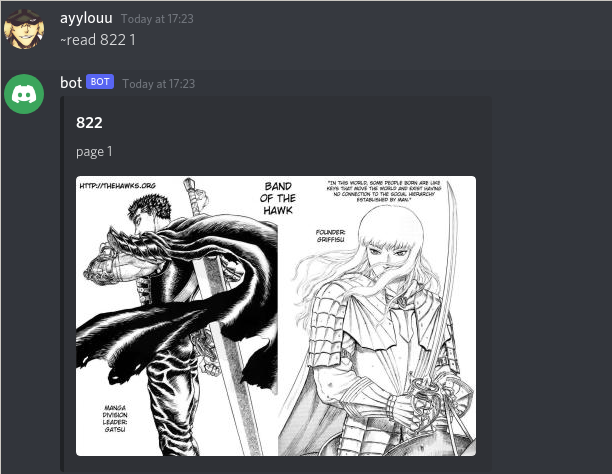 ayylouu Today at 17:23
~read 822 1
bot BOT Today at 17:23
822
page 1
HTTP://THEHAWKS.ORG
BAND
OF THE
HAWK
"IN THIS WORLD, SOME PEOPLE BORN ARE LIKE
KEYS THAT MOVE THE WORLD AND EXIST HAVING
NO CONNECTION TO THE SOCIAL HIERARCHY
ESTABLISHED BY MAN."
FOUNDER:
GRIFFISU
MANGA
DIVISION
LEADER:
GATSU